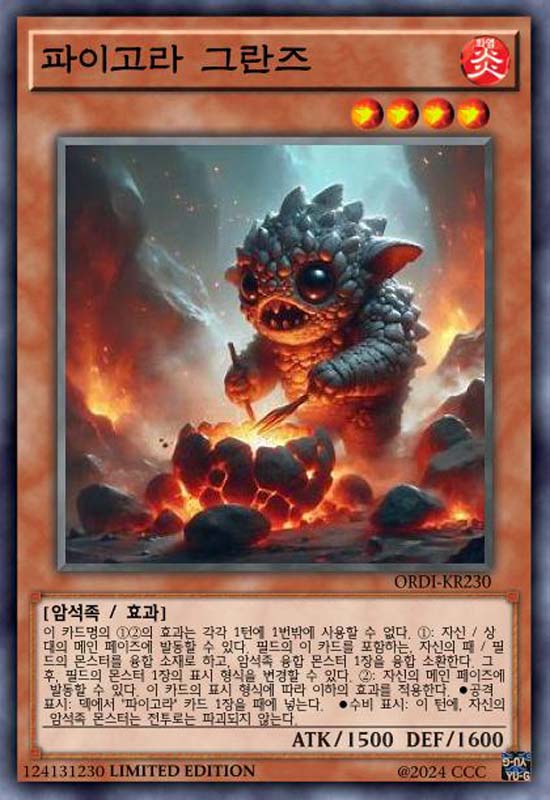 파이고라 그란즈
화염
炎
ORDI-KR230
[암석족 / 효과]
이 카드명의 ①②의 효과는 각각 1턴에 1번밖에 사용할 수 없다. ①: 자신 / 상
대의 메인 페이즈에 발동할 수 있다. 필드의 이 카드를 포함하는, 자신의 패 / 필
드의 몬스터를 융합 소재로 하고, 암석족 융합 몬스터 1장을 융합 소환한다. 그
후, 필드의 몬스터 1장의 표시 형식을 변경할 수 있다. ②: 자신의 메인 페이즈에
발동할 수 있다. 이 카드의 표시 형식에 따라 이하의 효과를 적용한다. ●공격
표시: 덱에서 '파이고라' 카드 1장을 패에 넣는다. ●수비 표시: 이 턴에, 자신의
암석족 몬스터는 전투로는 파괴되지 않는다.
ATK/1500 DEF/1600
124131230 LIMITED EDITION
@2024 CCC
YU-G